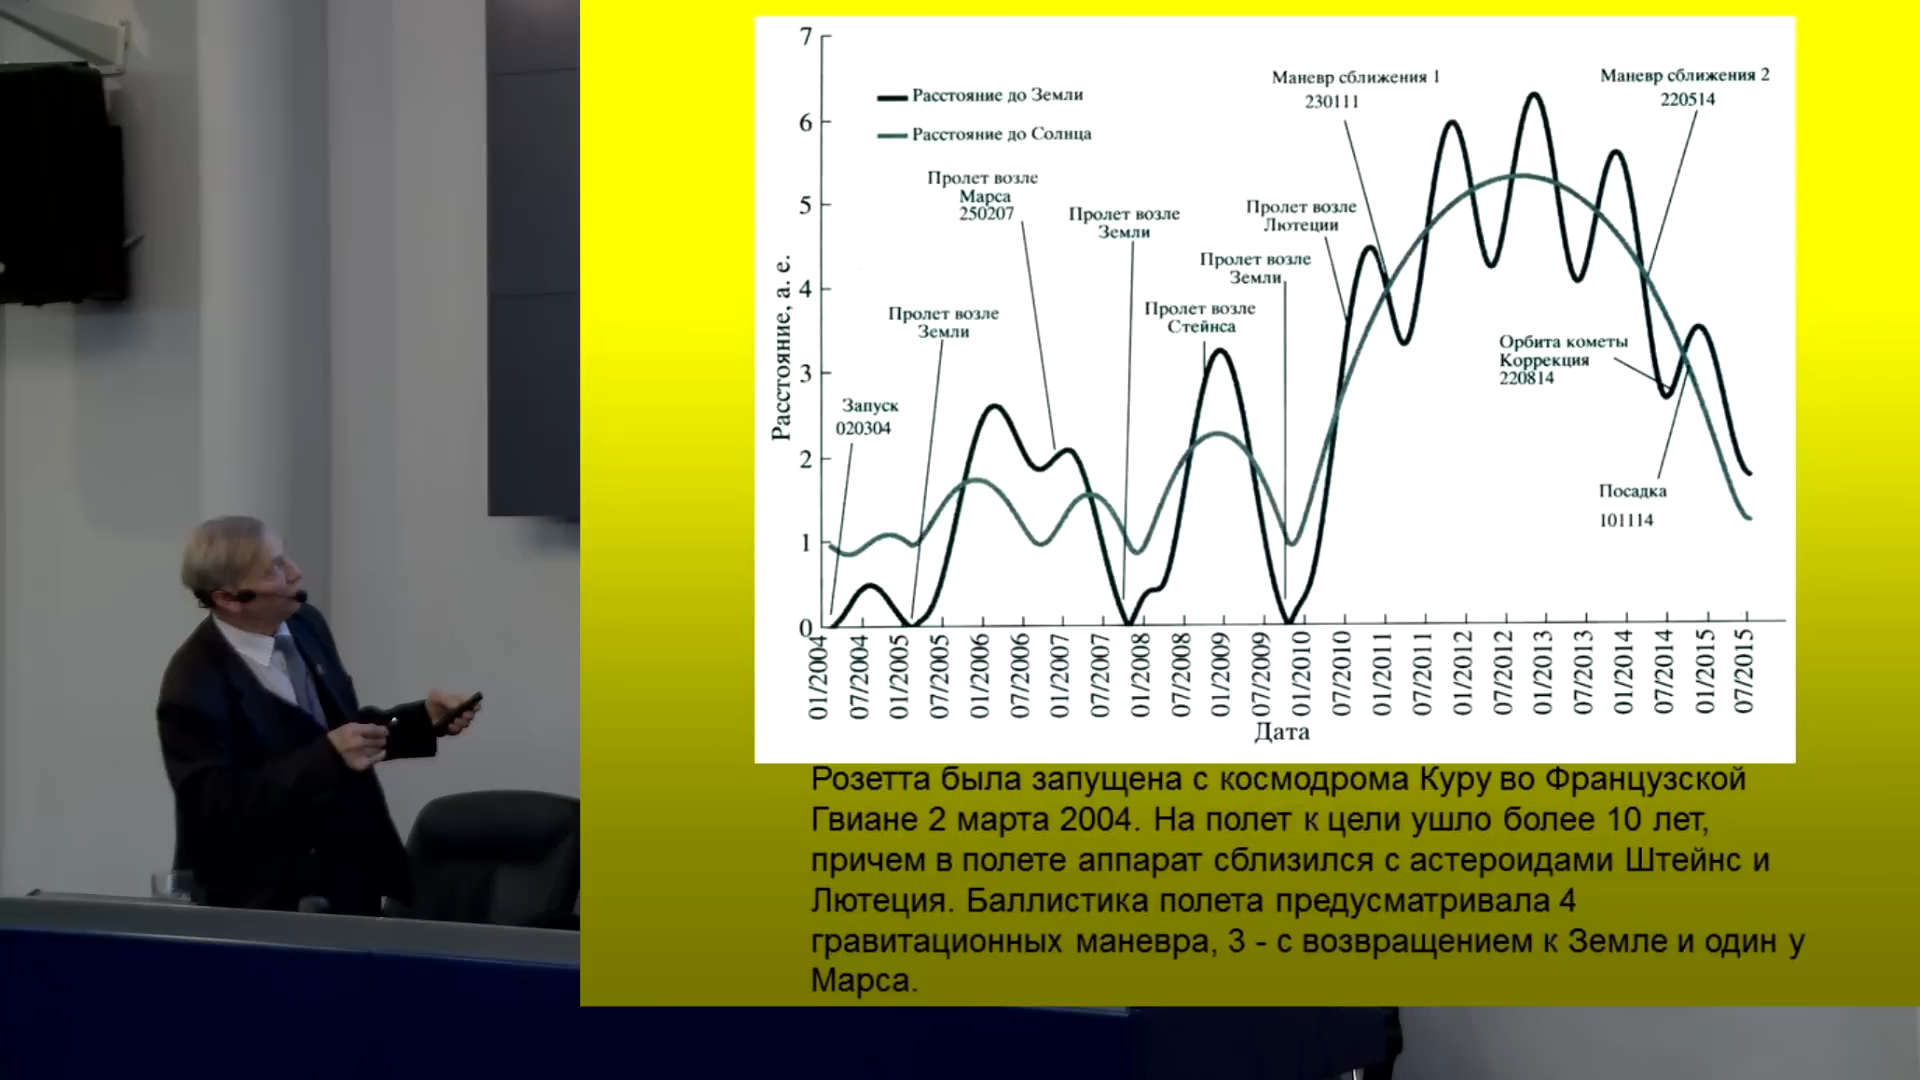 7
6
5
4
3
2
1
0
Расстояние, а. е.
Расстояние до Земли
Расстояние до Солнца
Маневр сближения 1
230111
Маневр сближения 2
220514
Пролет возле
Марса
250207
Пролет возле
Земли
Пролет возле
Лютеции
Пролет возле
Земли
Пролет возле
Стейнса
Пролет возле
Земли
Орбита кометы
Коррекция
220814
Запуск
020304
Посадка
101114
01/2004
07/2004
01/2005
07/2005
01/2006
07/2006
01/2007
07/2007
01/2008
07/2008
01/2009
07/2009
01/2010
07/2010
01/2011
07/2011
01/2012
07/2012
01/2013
07/2013
01/2014
07/2014
01/2015
07/2015
Дата
Розетта была запущена с космодрома Куру во Французской
Гвиане 2 марта 2004. На полет к цели ушло более 10 лет,
причем в полете аппарат сблизился с астероидами Штейнс и
Лютеция. Баллистика полета предусматривала 4
гравитационных маневра, 3 - с возвращением к Земле и один у
Марса.